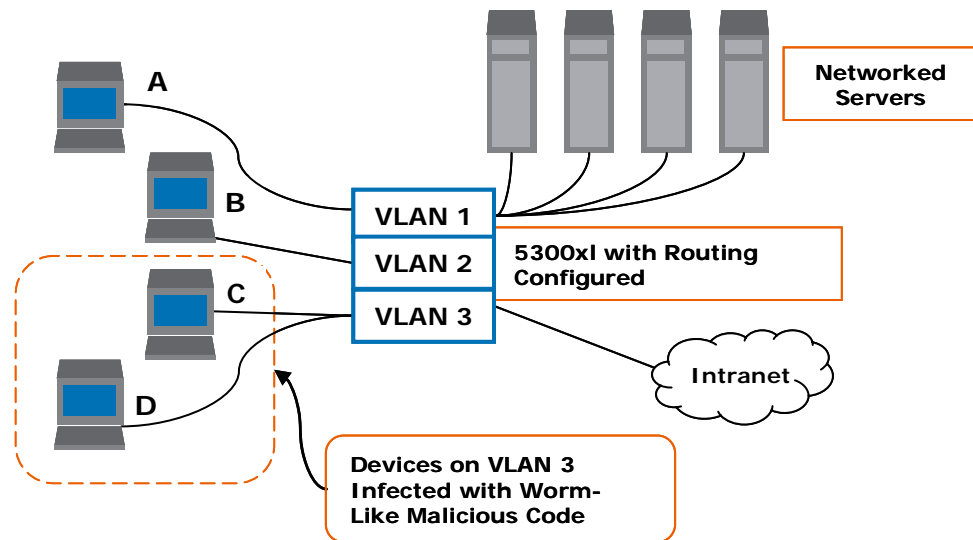 A
Networked
Servers
B
VLAN 1
VLAN 2
VLAN 3
5300xl with Routing
Configured
C
D
Intranet
Devices on VLAN 3
Infected with Worm-
Like Malicious Code